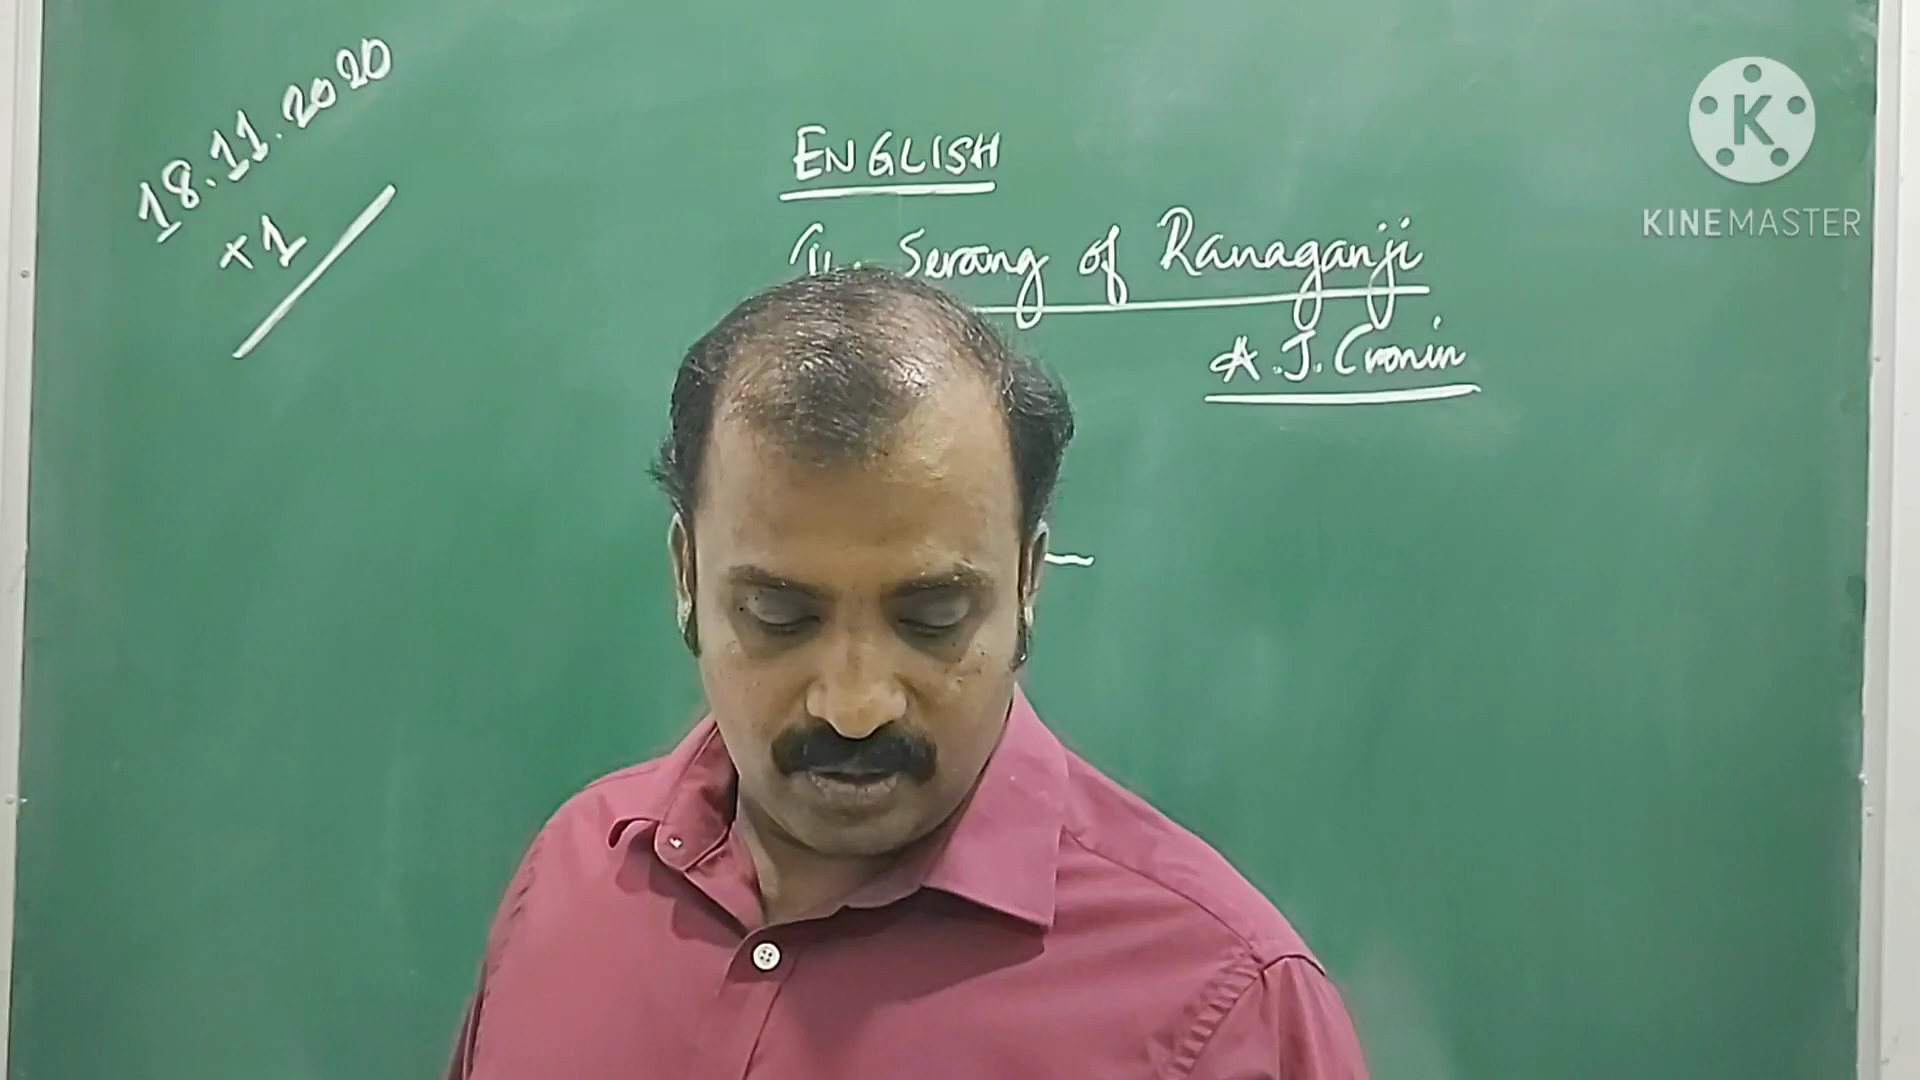 18.11.2020
+1
ENGLISH
Serang of Ranaganji
A.J. Cronin
K
KINEMASTER